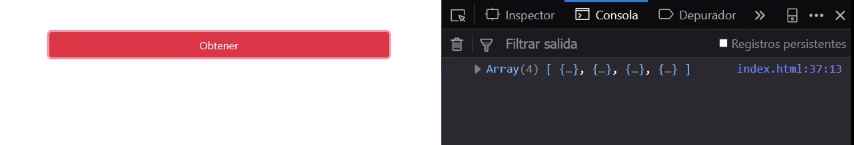 Obtener
Inspector Consola Depurador
Filtrar salida Registros persistentes
Array(4) [ {…}, {…}, {…}, {…} ] index.html:37:13